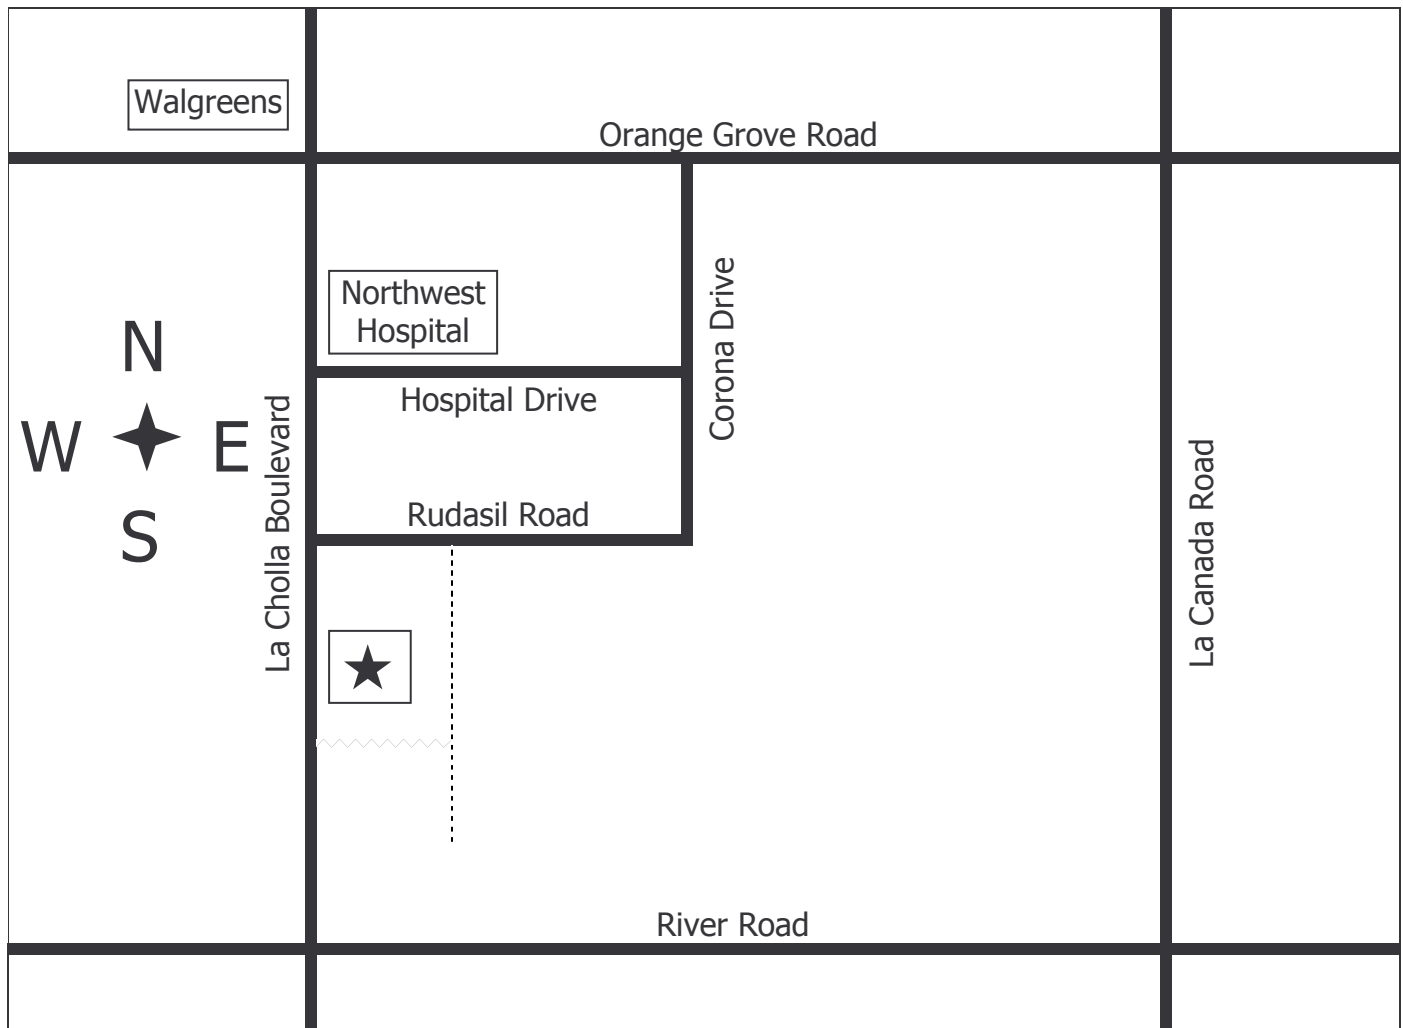 Walgreens
Orange Grove Road
Northwest
Hospital
Corona Drive
N
Hospital Drive
W
E
La Cholla Boulevard
La Canada Road
Rudasil Road
S
River Road